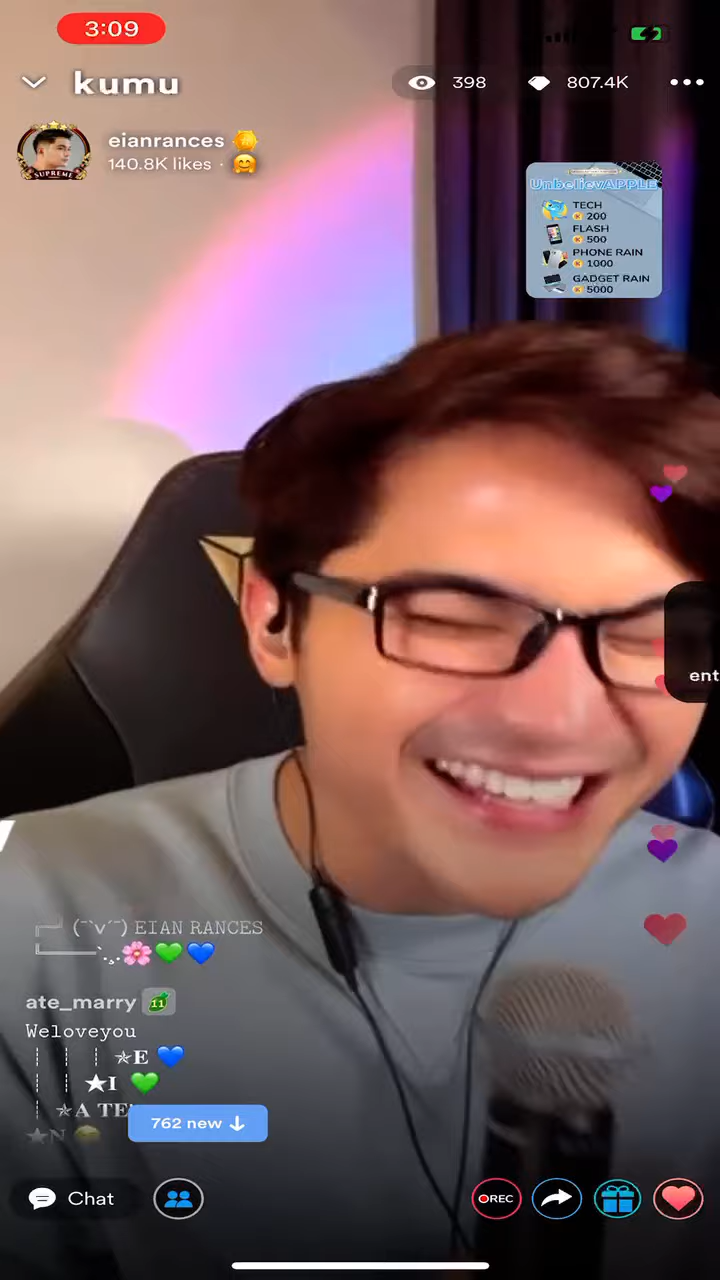 3:09
kumu
398
807.4K
eianrances
140.8K likes ·
SUPREME
UnbelievAPPLE
TECH
200
FLASH
500
PHONE RAIN
1000
GADGET RAIN
5000
ent
EIAN RANCES
ate_marry 11
Weloveyou
E
I
A TE
N
762 new
Chat
REC